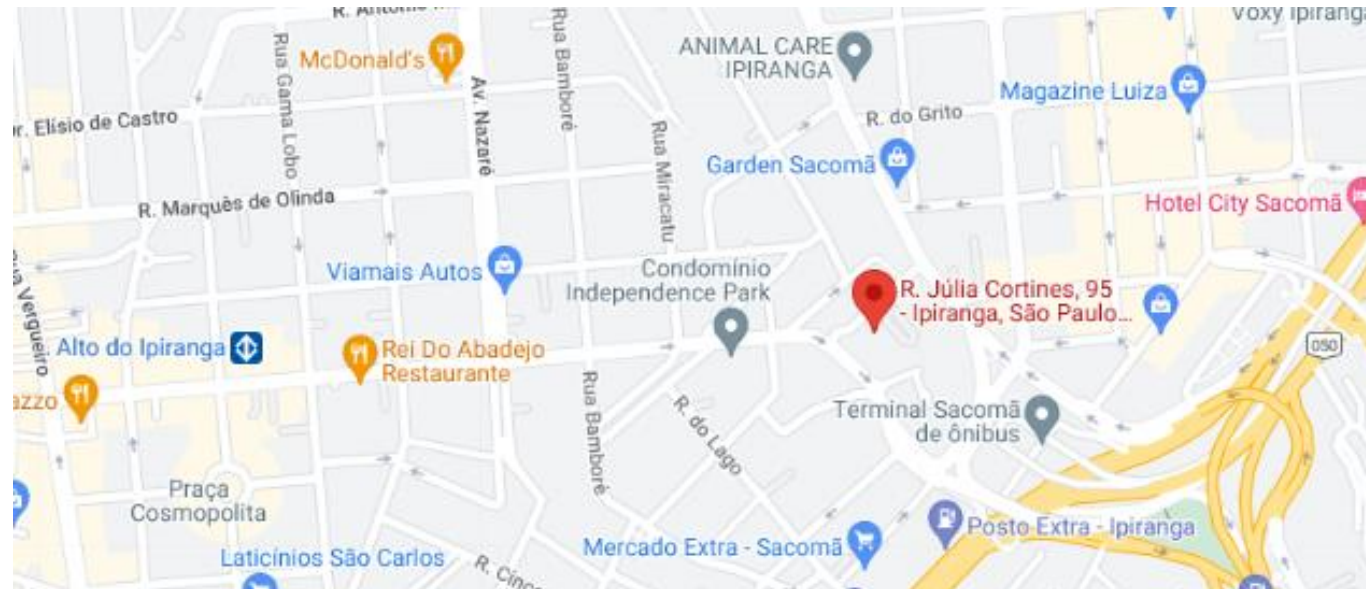 Voxy Ipiranga
McDonald's
ANIMAL CARE
IPIRANGA
Magazine Luiza
Rua Gama Lobo
Av. Nazaré
Rua Bamboré
Rua Miracatu
Elísio de Castro
R. do Grito
Garden Sacomã
R. Marquês de Olinda
Hotel City Sacomã
Viamais Autos
Condomínio
Independence Park
R. Júlia Cortines, 95
- Ipiranga, São Paulo...
Vergueiro
Alto do Ipiranga
Rei Do Abadejo
Restaurante
050
azzo
Rua Bamboré
R. do Lago
Terminal Sacomã
de ônibus
Praça
Cosmopolita
Posto Extra - Ipiranga
Mercado Extra - Sacomã
Laticínios São Carlos